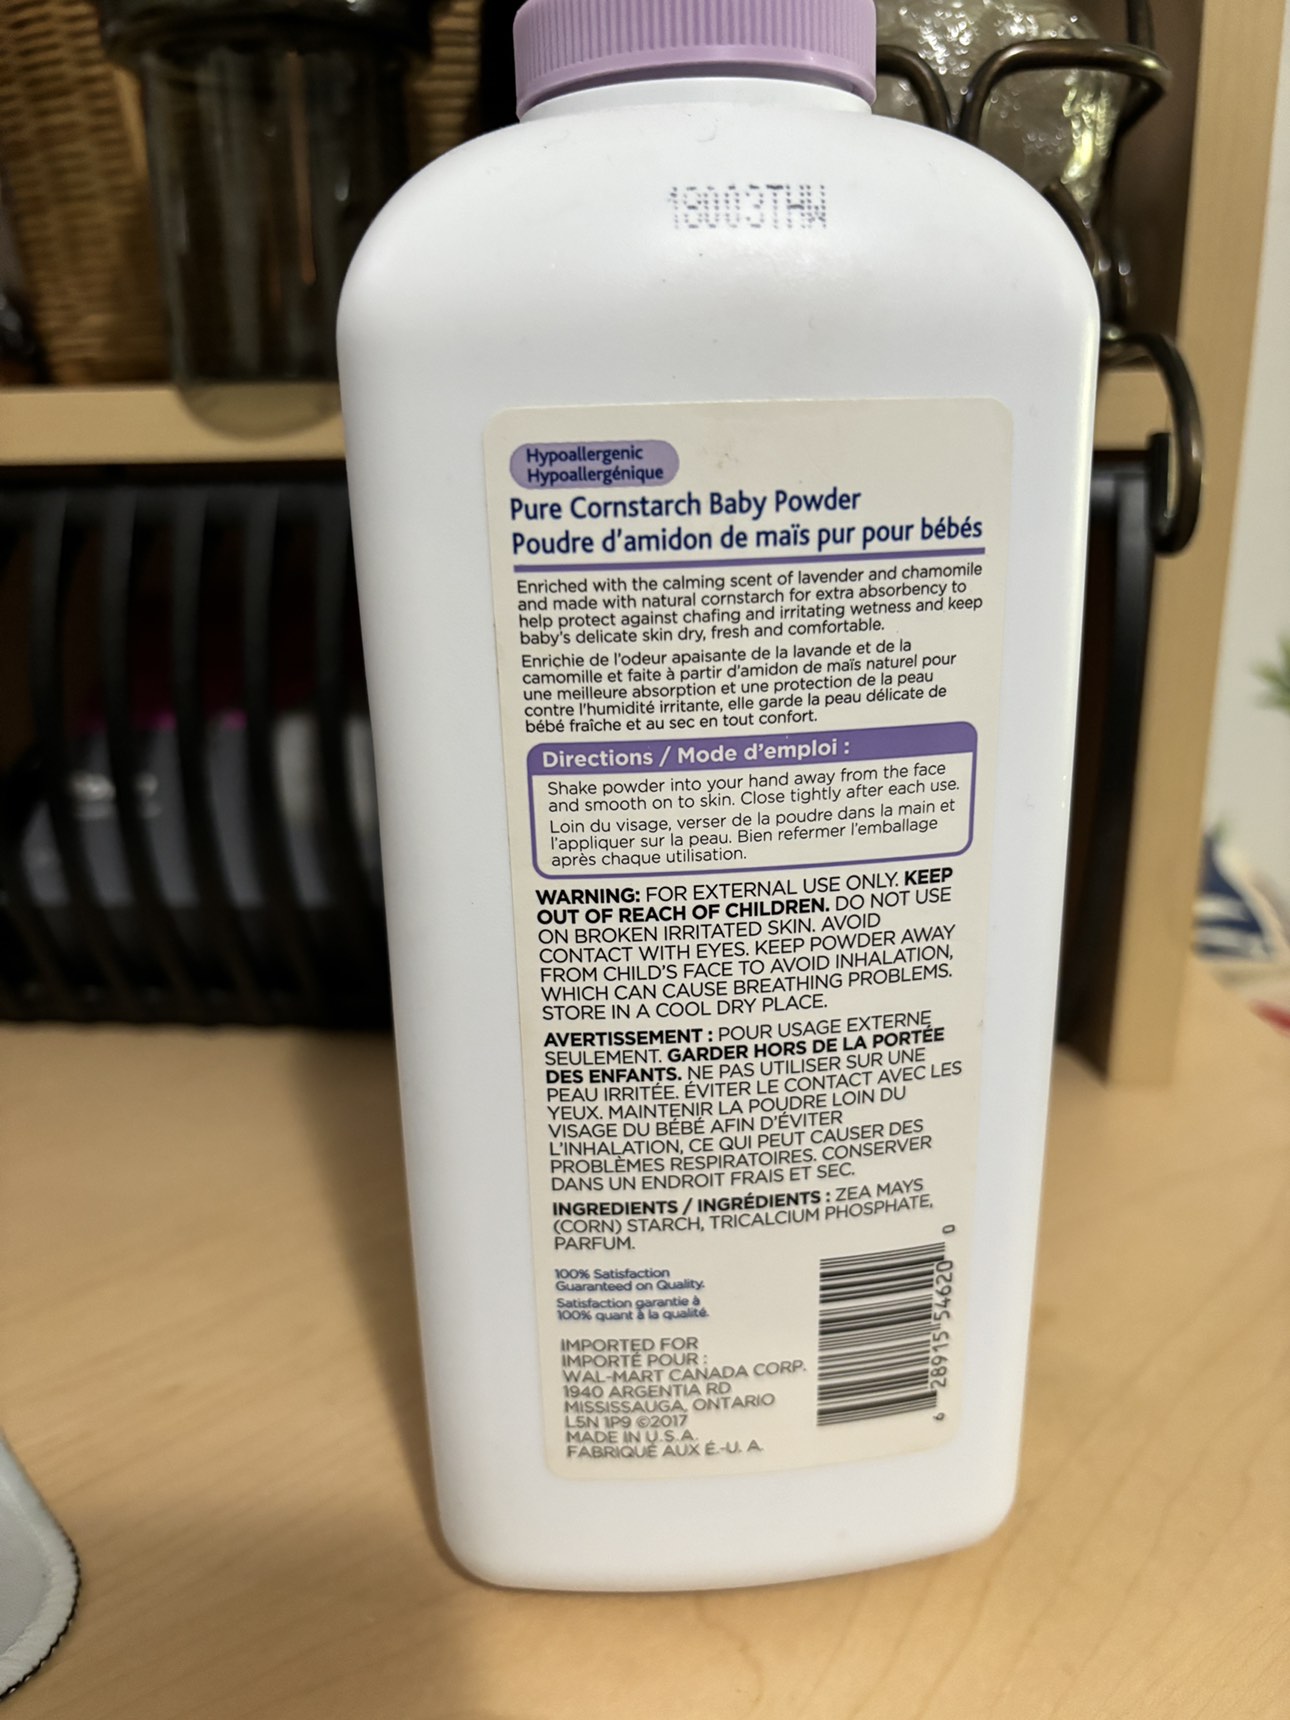 18003THW
Hypoallergenic
Hypoallergénique
Pure Cornstarch Baby Powder
Poudre d'amidon de maïs pur pour bébés
Enriched with the calming scent of lavender and chamomile
and made with natural cornstarch for extra absorbency to
help protect against chafing and irritating wetness and keep
baby's delicate skin dry, fresh and comfortable.
Enrichie de l'odeur apaisante de la lavande et de la
camomille et faite à partir d'amidon de maïs naturel pour
une meilleure absorption et une protection de la peau
contre l'humidité irritante, elle garde la peau délicate de
bébé fraîche et au sec en tout confort.
Directions / Mode d'emploi :
Shake powder into your hand away from the face
and smooth on to skin. Close tightly after each use.
Loin du visage, verser de la poudre dans la main et
l'appliquer sur la peau. Bien refermer l'emballage
après chaque utilisation.
WARNING: FOR EXTERNAL USE ONLY. KEEP
OUT OF REACH OF CHILDREN. DO NOT USE
ON BROKEN IRRITATED SKIN. AVOID
CONTACT WITH EYES. KEEP POWDER AWAY
FROM CHILD'S FACE TO AVOID INHALATION,
WHICH CAN CAUSE BREATHING PROBLEMS.
STORE IN A COOL DRY PLACE.
AVERTISSEMENT : POUR USAGE EXTERNE
SEULEMENT. GARDER HORS DE LA PORTÉE
DES ENFANTS. NE PAS UTILISER SUR UNE
PEAU IRRITÉE. ÉVITER LE CONTACT AVEC LES
YEUX. MAINTENIR LA POUDRE LOIN DU
VISAGE DU BÉBÉ AFIN D'ÉVITER
L'INHALATION, CE QUI PEUT CAUSER DES
PROBLÈMES RESPIRATOIRES. CONSERVER
DANS UN ENDROIT FRAIS ET SEC.
INGREDIENTS / INGRÉDIENTS : ZEA MAYS
(CORN) STARCH, TRICALCIUM PHOSPHATE,
PARFUM.
100% Satisfaction
Guaranteed on Quality.
Satisfaction garantie à
100% quant à la qualité.
IMPORTED FOR
IMPORTÉ POUR :
WAL-MART CANADA CORP.
1940 ARGENTIA RD
MISSISSAUGA, ONTARIO
L5N 1P9 ©2017
MADE IN U.S.A.
FABRIQUÉ AUX É.-U. A.
6 28915 54620 0